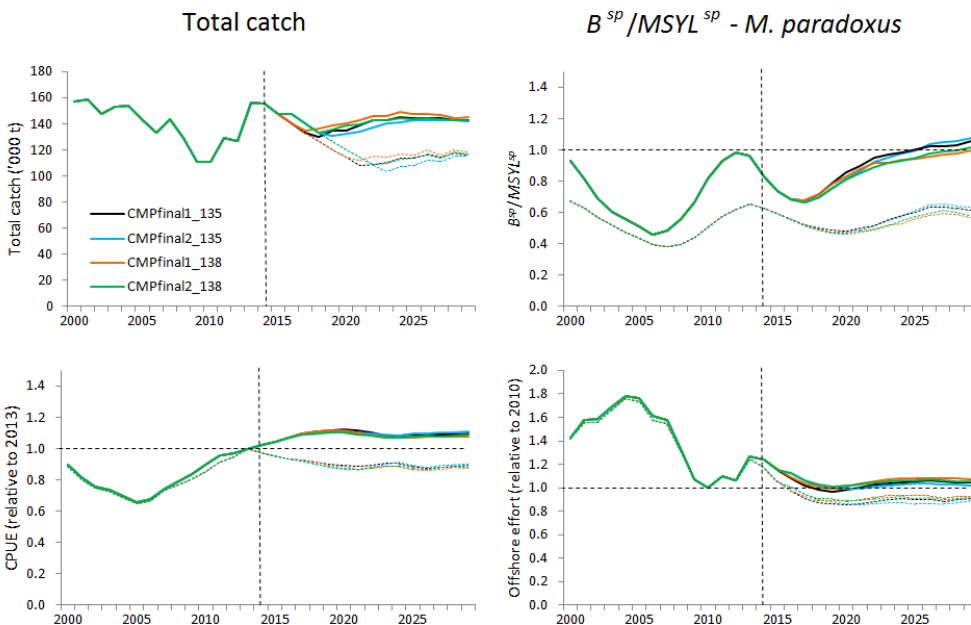 Total catch
B sp/MSYL sp - M. paradoxus
Total catch ('000 t)
180
160
140
120
100
80
60
40
20
0
2000 2005 2010 2015 2020 2025
CMPfinal1_135
CMPfinal2_135
CMPfinal1_138
CMPfinal2_138
Bsp/MSYLsp
1.4
1.2
1.0
0.8
0.6
0.4
0.2
0.0
2000 2005 2010 2015 2020 2025
CPUE (relative to 2013)
1.4
1.2
1.0
0.8
0.6
0.4
0.2
0.0
2000 2005 2010 2015 2020 2025
Offshore effort (relative to 2010)
2.0
1.8
1.6
1.4
1.2
1.0
0.8
0.6
0.4
0.2
0.0
2000 2005 2010 2015 2020 2025